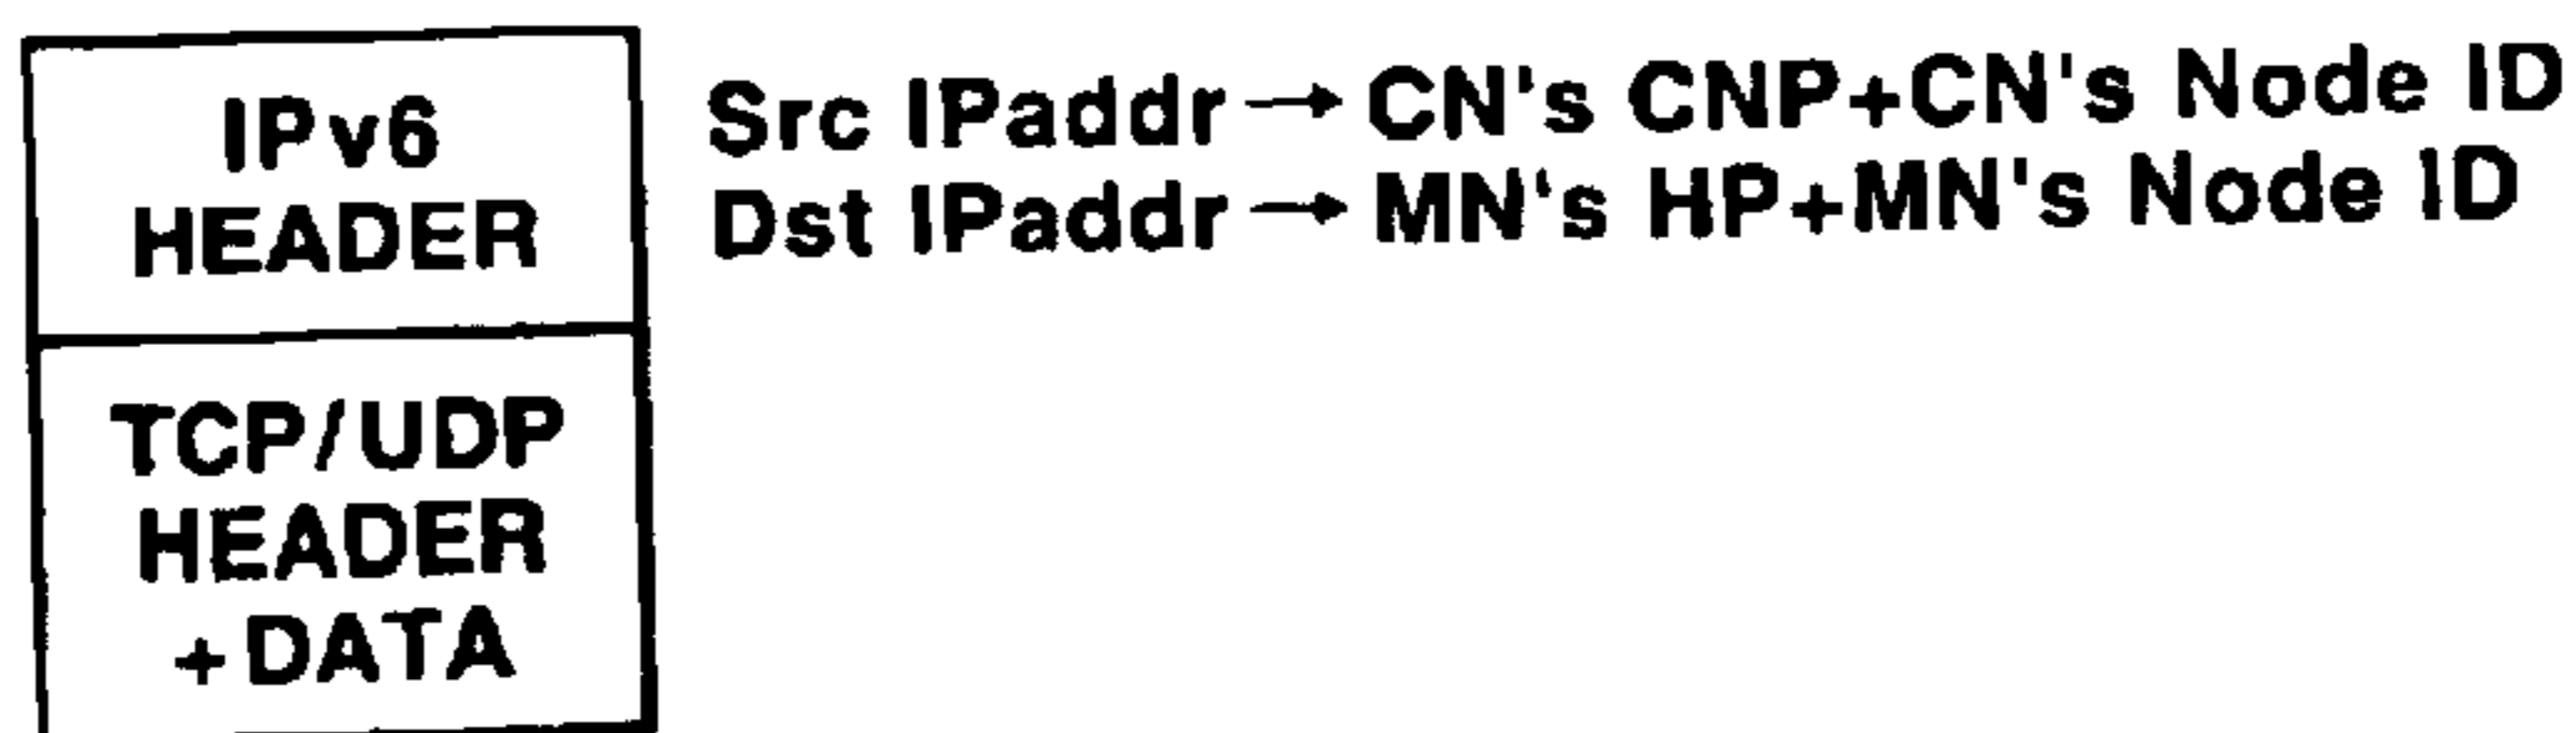 IPv6
HEADER
Src IPaddr → CN's CNP+CN's Node ID
Dst IPaddr → MN's HP+MN's Node ID
TCP/UDP
HEADER
+DATA